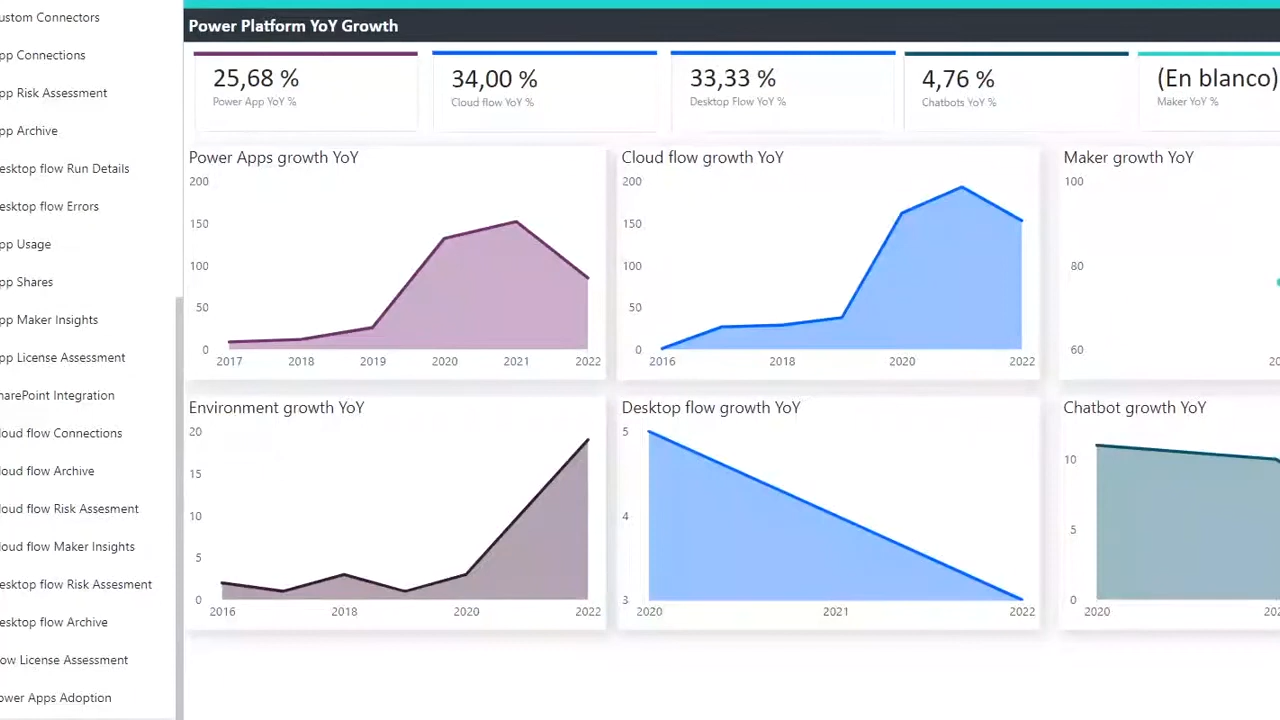 ustom Connectors
pp Connections
pp Risk Assessment
pp Archive
esktop flow Run Details
esktop flow Errors
pp Usage
pp Shares
pp Maker Insights
pp License Assessment
harePoint Integration
loud flow Connections
loud flow Archive
loud flow Risk Assesment
loud flow Maker Insights
esktop flow Risk Assesment
esktop flow Archive
ow License Assessment
ower Apps Adoption
Power Platform YoY Growth
25,68 %
Power App YoY %
34,00 %
Cloud flow YoY %
33,33 %
Desktop Flow YoY %
4,76 %
Chatbots YoY %
(En blanco)
Maker YoY %
Power Apps growth YoY
200
150
100
50
0
2017 2018 2019 2020 2021 2022
Cloud flow growth YoY
200
150
100
50
0
2016 2018 2020 2022
Maker growth YoY
100
80
60
20
Environment growth YoY
20
15
10
5
0
2016 2018 2020 2022
Desktop flow growth YoY
5
4
3
2020 2021 2022
Chatbot growth YoY
10
5
0
2020 202